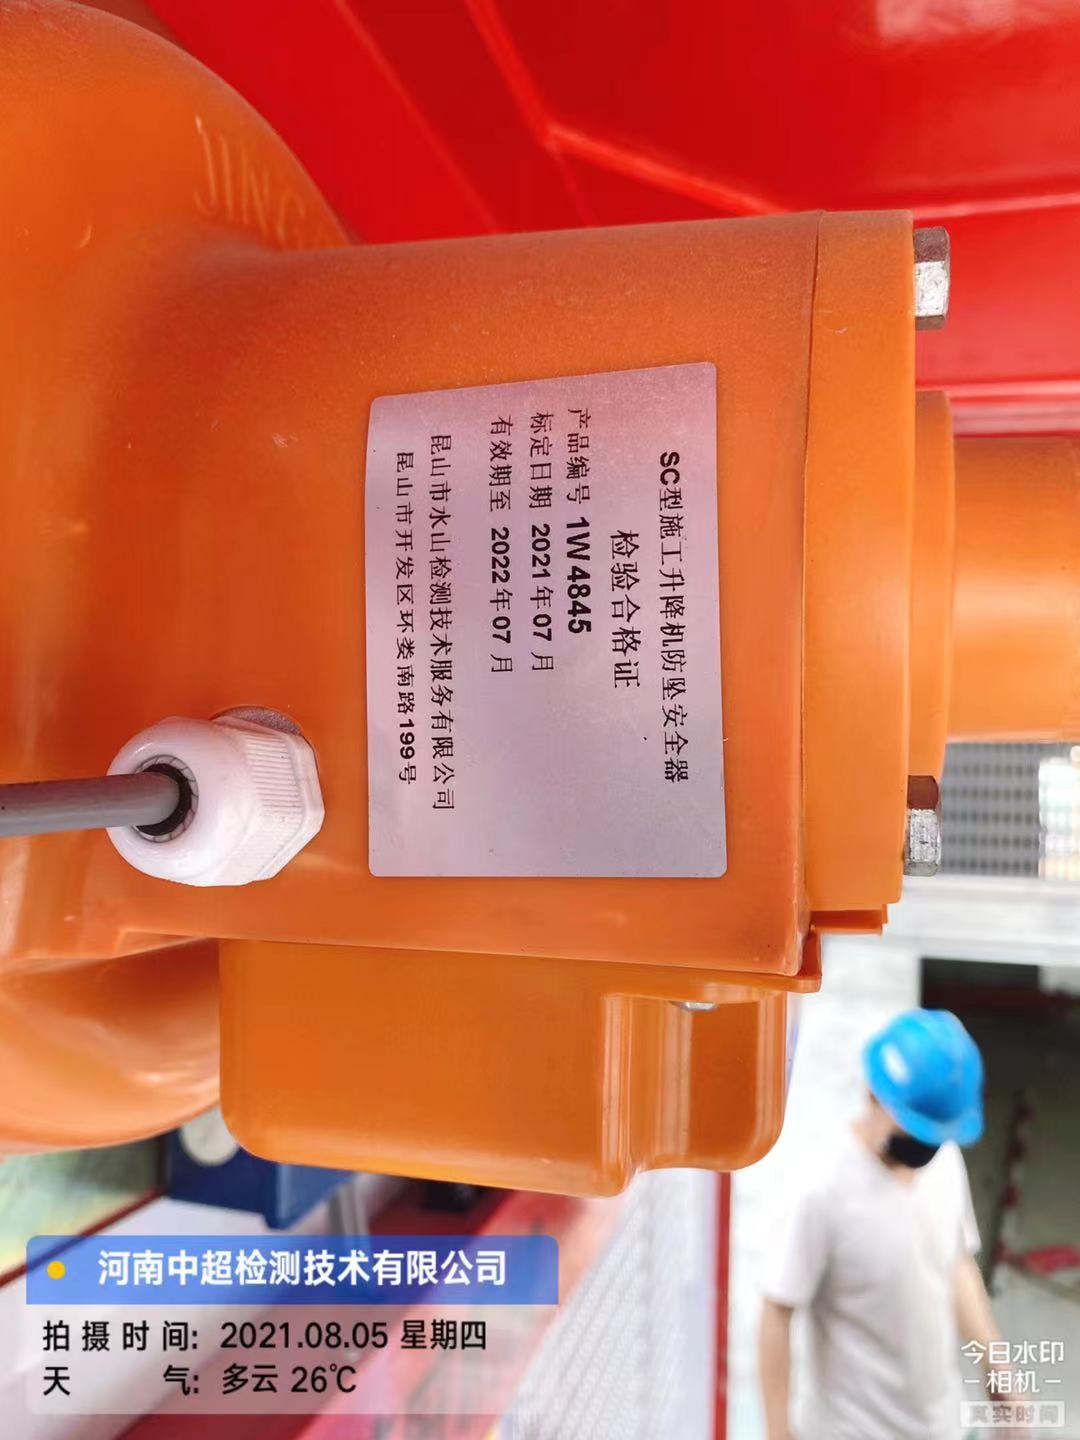 JING
SC型施工升降机防坠安全器
检验合格证
产品编号 1W4845
标定日期 2021年07月
有效期至 2022年07月
昆山市水山检测技术服务有限公司
昆山市开发区环娄南路199号
河南中超检测技术有限公司
拍摄时间: 2021.08.05 星期四
天气: 多云 26℃
今日水印
-相机-
真实时间